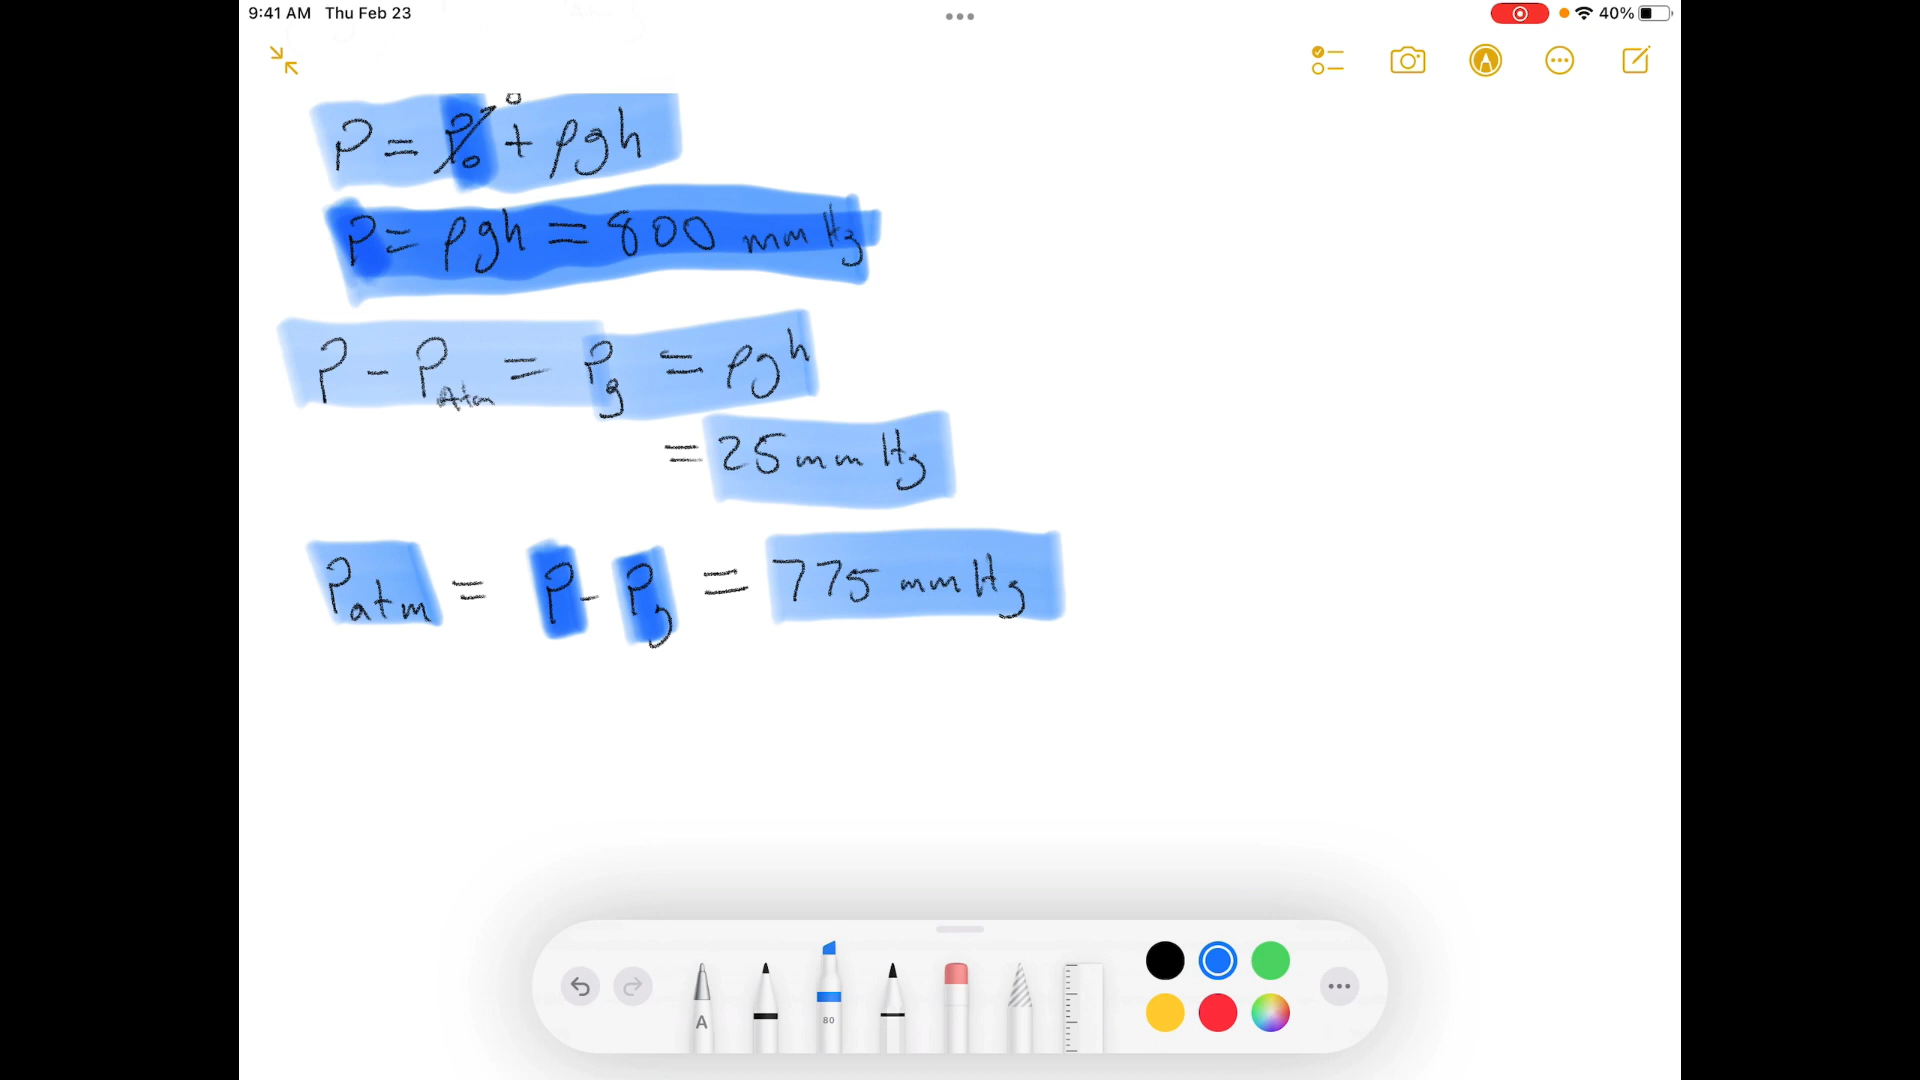 9:41 AM Thu Feb 23
40%
P = P₀ + ρgh
0
P = ρgh = 800 mm Hg
P - P_Atm = P_g = ρgh
= 25 mm Hg
P_atm = P - P_g = 775 mm Hg
A
80